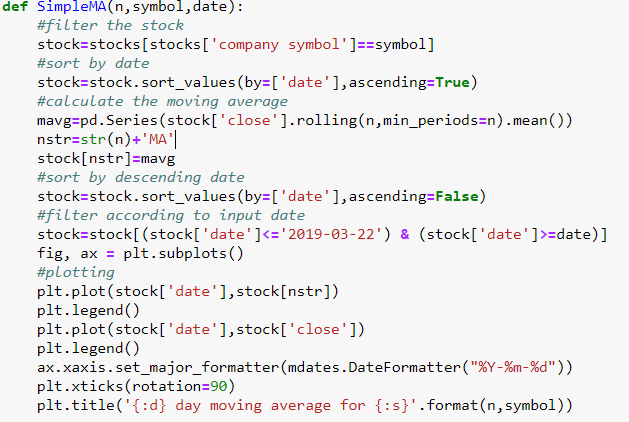 def SimpleMA(n,symbol,date):
    #filter the stock
    stock=stocks[stocks['company symbol']==symbol]
    #sort by date
    stock=stock.sort_values(by=['date'],ascending=True)
    #calculate the moving average
    mavg=pd.Series(stock['close'].rolling(n,min_periods=n).mean())
    nstr=str(n)+'MA'
    stock[nstr]=mavg
    #sort by descending date
    stock=stock.sort_values(by=['date'],ascending=False)
    #filter according to input date
    stock=stock[(stock['date']<='2019-03-22') & (stock['date']>=date)]
    fig, ax = plt.subplots()
    #plotting
    plt.plot(stock['date'],stock[nstr])
    plt.legend()
    plt.plot(stock['date'],stock['close'])
    plt.legend()
    ax.xaxis.set_major_formatter(mdates.DateFormatter("%Y-%m-%d"))
    plt.xticks(rotation=90)
    plt.title('{:d} day moving average for {:s}'.format(n,symbol))